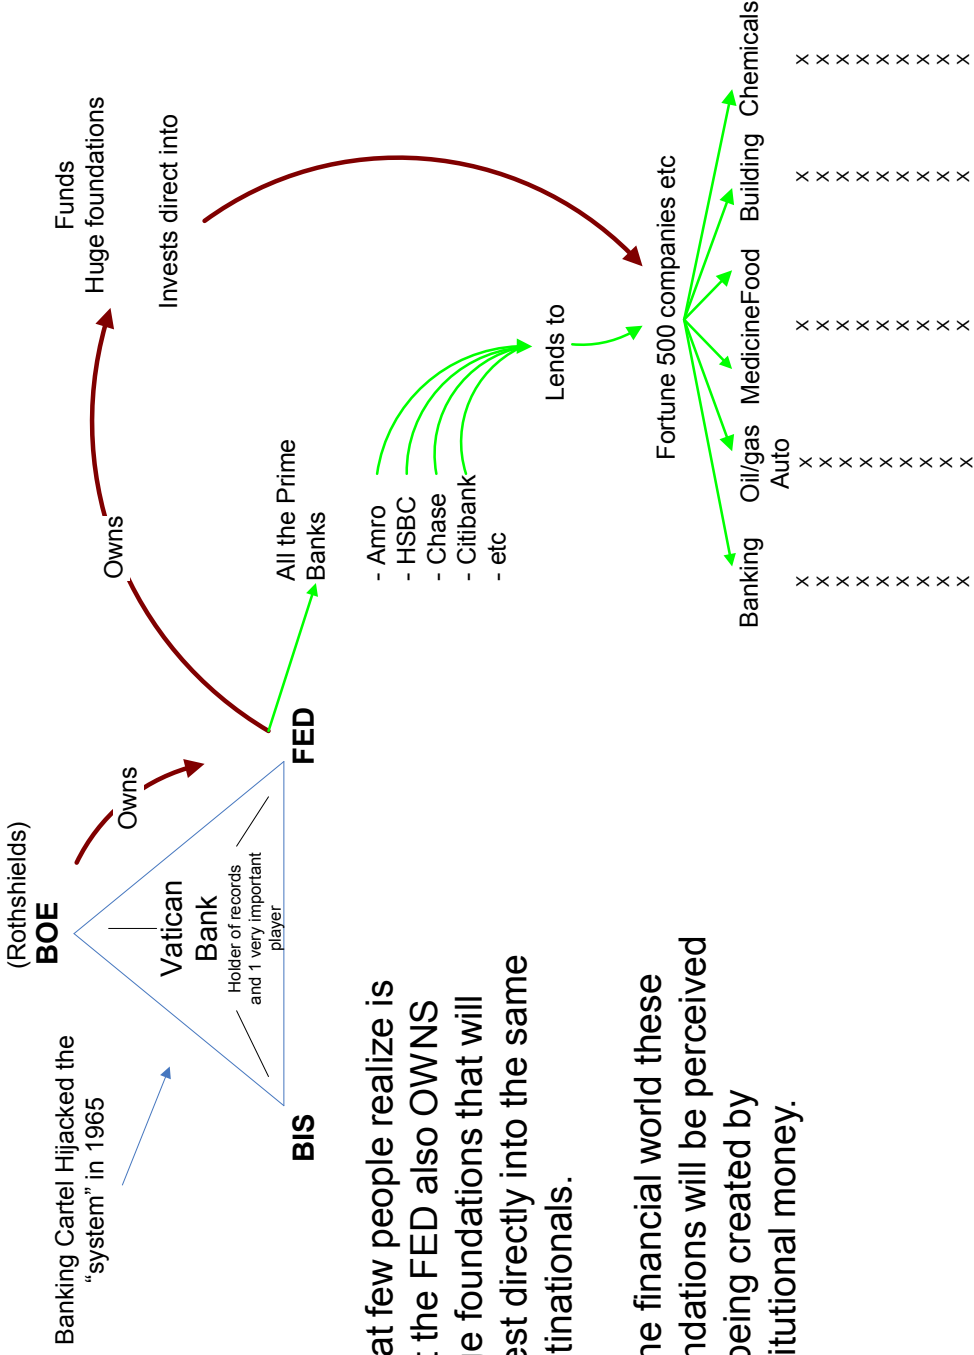 Banking Cartel Hijacked the
“system” in 1965
(Rothshields)
BOE
Owns
Vatican
Bank
Holder of records
and 1 very important
player
BIS
FED
Owns
Funds
Huge foundations
Invests direct into
All the Prime
Banks
- Amro
- HSBC
- Chase
- Citibank
- etc
Lends to
Fortune 500 companies etc
Banking Oil/gas Medicine Food Building Chemicals
Auto
x x x x x
x x x x x
x x x x x
x x x x x
x x x x x
x x x x x
x x x x x
x x x x x
x x x x x
at few people realize is
the FED also OWNS
foundations that will
est directly into the same
tinationals.
financial world these
ndations will be perceived
being created by
itutional money.